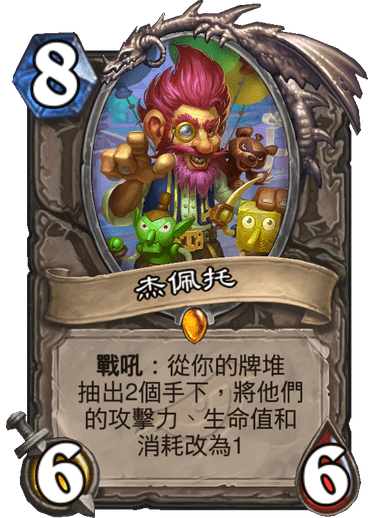 8
杰佩托
戰吼：從你的牌堆
抽出2個手下，將他們
的攻擊力、生命值和
消耗改為1
6
6